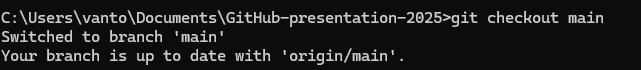 C:\Users\vanto\Documents\GitHub-presentation-2025>git checkout main
Switched to branch 'main'
Your branch is up to date with 'origin/main'.